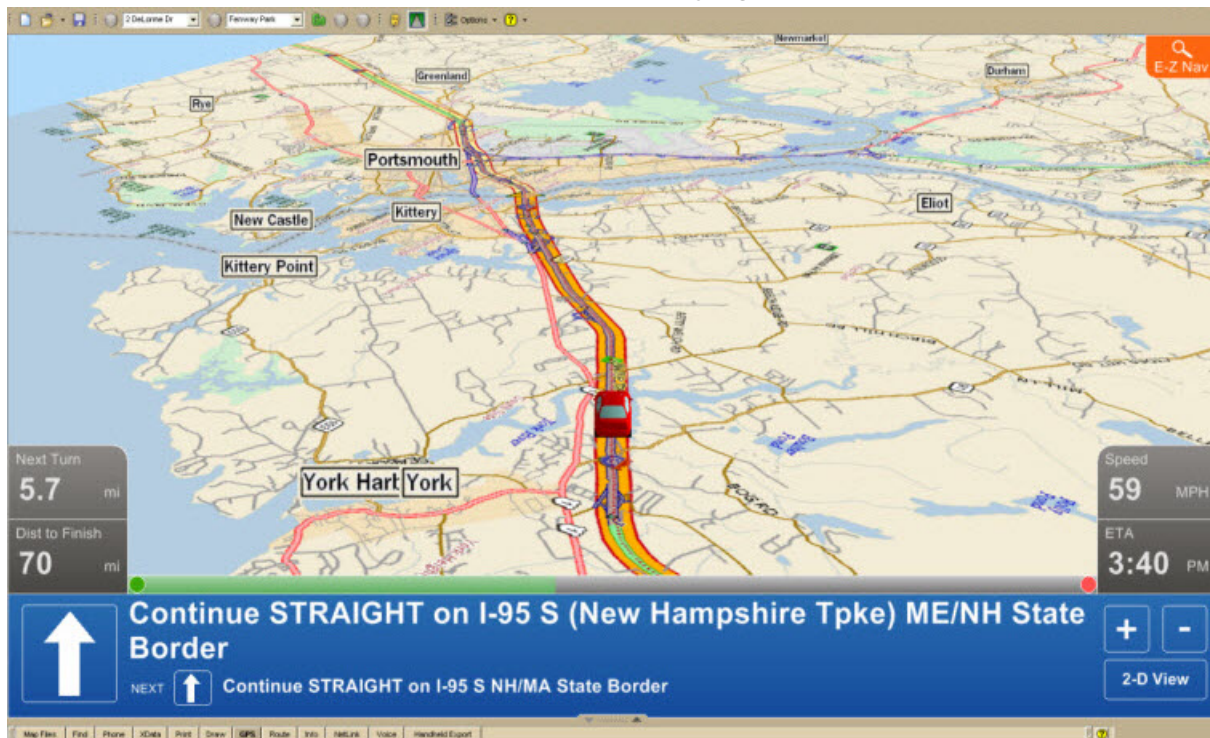 2 DeLorme Dr
Fenway Park
Options
Newmarket
E-Z Nav
Greenland
Durham
Rye
Portsmouth
Eliot
New Castle
Kittery
Kittery Point
York River
York Harb
York
Next Turn
5.7 mi
Dist to Finish
70 mi
Speed
59 MPH
ETA
3:40 PM
Continue STRAIGHT on I-95 S (New Hampshire Tpke) ME/NH State
Border
NEXT Continue STRAIGHT on I-95 S NH/MA State Border
+ -
2-D View
Map Files Find Phone XData Print Draw GPS Route Info NetLink Voice Handheld Export